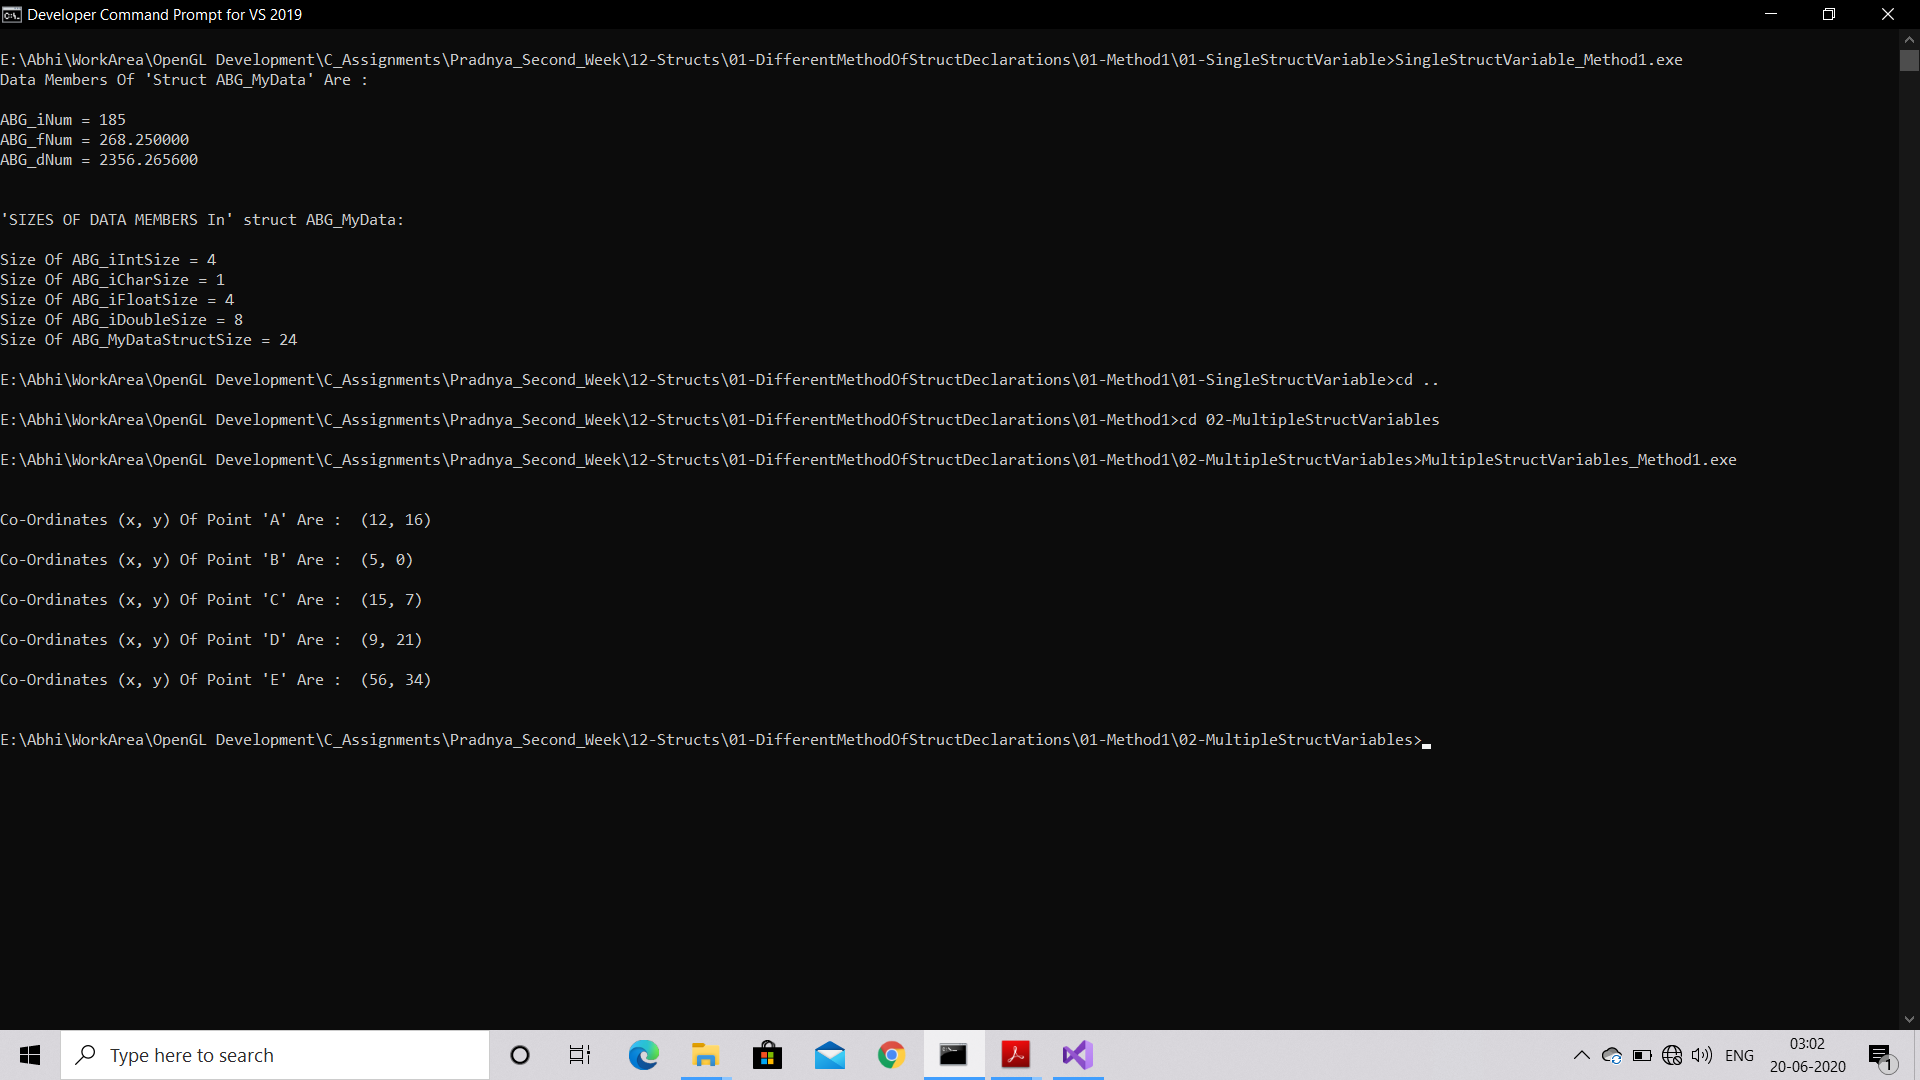 Developer Command Prompt for VS 2019
E:\Abhi\WorkArea\OpenGL Development\C_Assignments\Pradnya_Second_Week\12-Structs\01-DifferentMethodOfStructDeclarations\01-Method1\01-SingleStructVariable>SingleStructVariable_Method1.exe
Data Members Of 'Struct ABG_MyData' Are :
ABG_iNum = 185
ABG_fNum = 268.250000
ABG_dNum = 2356.265600
'SIZES OF DATA MEMBERS In' struct ABG_MyData:
Size Of ABG_iIntSize = 4
Size Of ABG_iCharSize = 1
Size Of ABG_iFloatSize = 4
Size Of ABG_iDoubleSize = 8
Size Of ABG_MyDataStructSize = 24
E:\Abhi\WorkArea\OpenGL Development\C_Assignments\Pradnya_Second_Week\12-Structs\01-DifferentMethodOfStructDeclarations\01-Method1\01-SingleStructVariable>cd ..
E:\Abhi\WorkArea\OpenGL Development\C_Assignments\Pradnya_Second_Week\12-Structs\01-DifferentMethodOfStructDeclarations\01-Method1>cd 02-MultipleStructVariables
E:\Abhi\WorkArea\OpenGL Development\C_Assignments\Pradnya_Second_Week\12-Structs\01-DifferentMethodOfStructDeclarations\01-Method1\02-MultipleStructVariables>MultipleStructVariables_Method1.exe
Co-Ordinates (x, y) Of Point 'A' Are :  (12, 16)
Co-Ordinates (x, y) Of Point 'B' Are :  (5, 0)
Co-Ordinates (x, y) Of Point 'C' Are :  (15, 7)
Co-Ordinates (x, y) Of Point 'D' Are :  (9, 21)
Co-Ordinates (x, y) Of Point 'E' Are :  (56, 34)
E:\Abhi\WorkArea\OpenGL Development\C_Assignments\Pradnya_Second_Week\12-Structs\01-DifferentMethodOfStructDeclarations\01-Method1\02-MultipleStructVariables>
Type here to search
ENG
03:02
20-06-2020
1